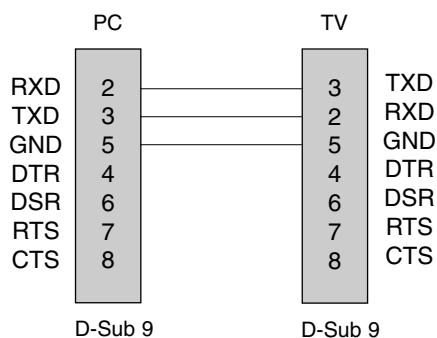 PC TV
RXD 2 3 TXD
TXD 3 2 RXD
GND 5 5 GND
DTR 4 4 DTR
DSR 6 6 DSR
RTS 7 7 RTS
CTS 8 8 CTS
D-Sub 9 D-Sub 9